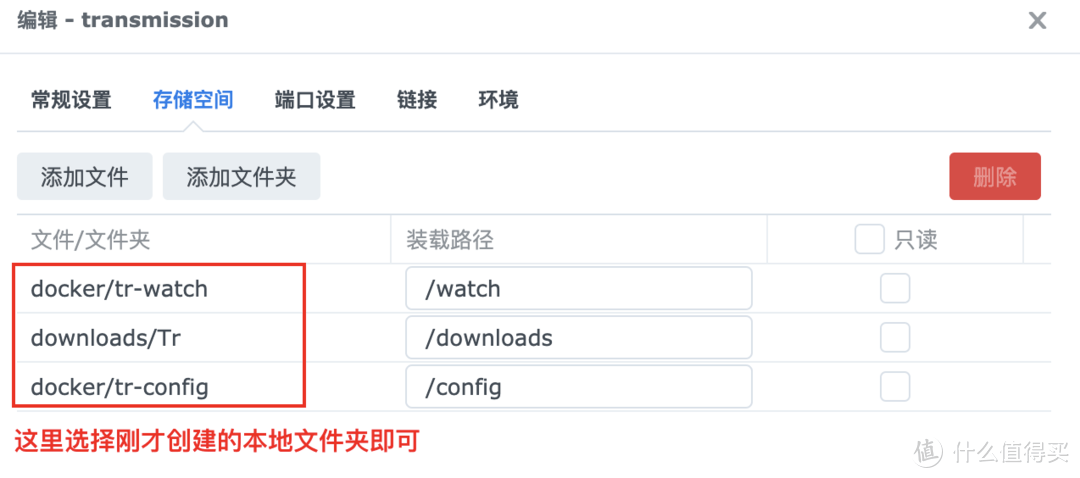 编辑 - transmission
常规设置 存储空间 端口设置 链接 环境
添加文件 添加文件夹 删除
文件/文件夹 装载路径 只读
docker/tr-watch /watch
downloads/Tr /downloads
docker/tr-config /config
这里选择刚才创建的本地文件夹即可
值 什么值得买